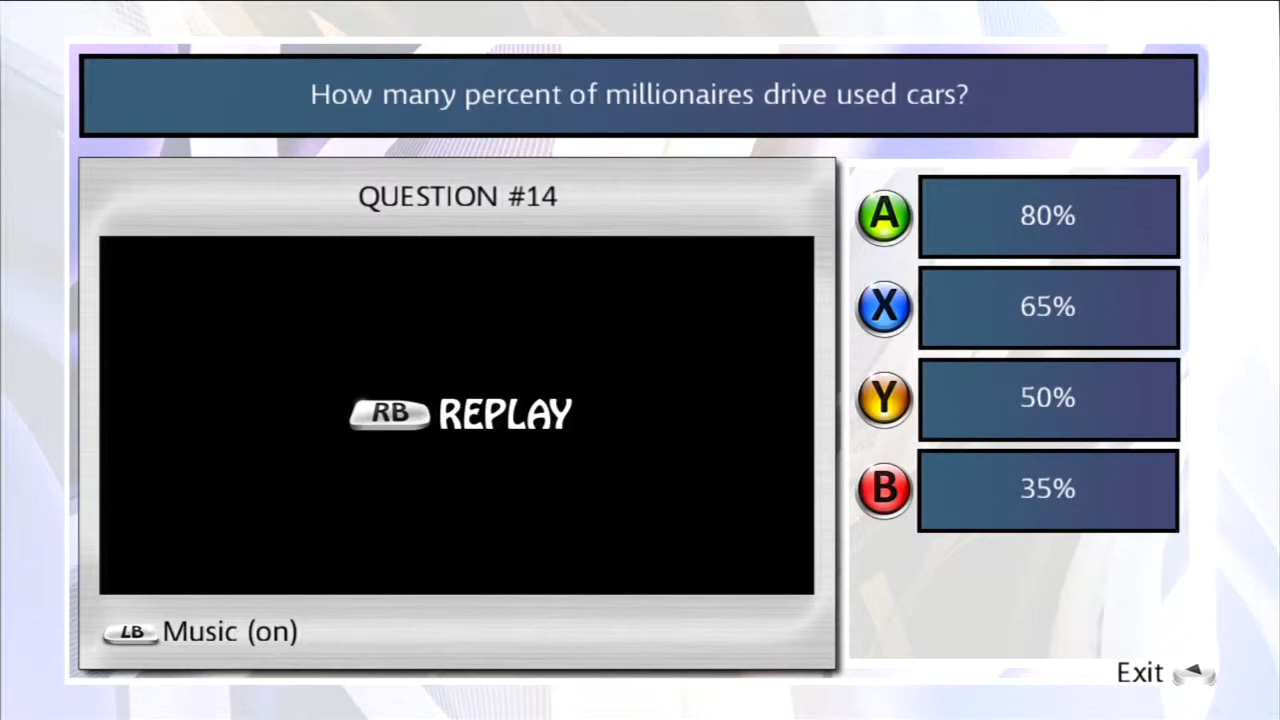 How many percent of millionaires drive used cars?
QUESTION #14
RB REPLAY
LB Music (on)
A 80%
X 65%
Y 50%
B 35%
Exit